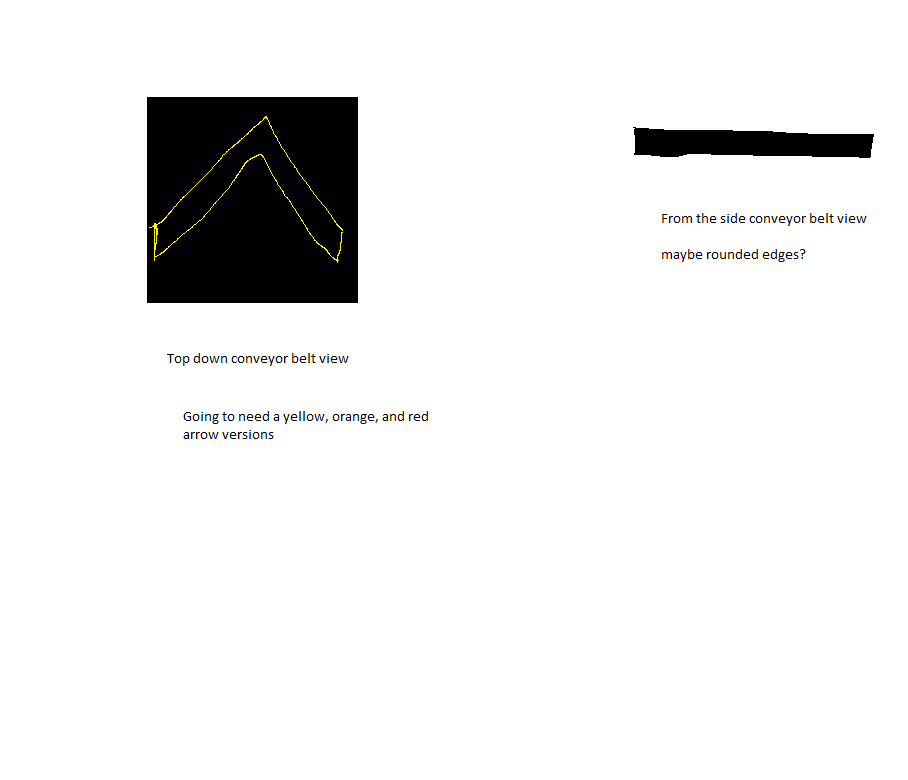 From the side conveyor belt view
maybe rounded edges?
Top down conveyor belt view
Going to need a yellow, orange, and red
arrow versions